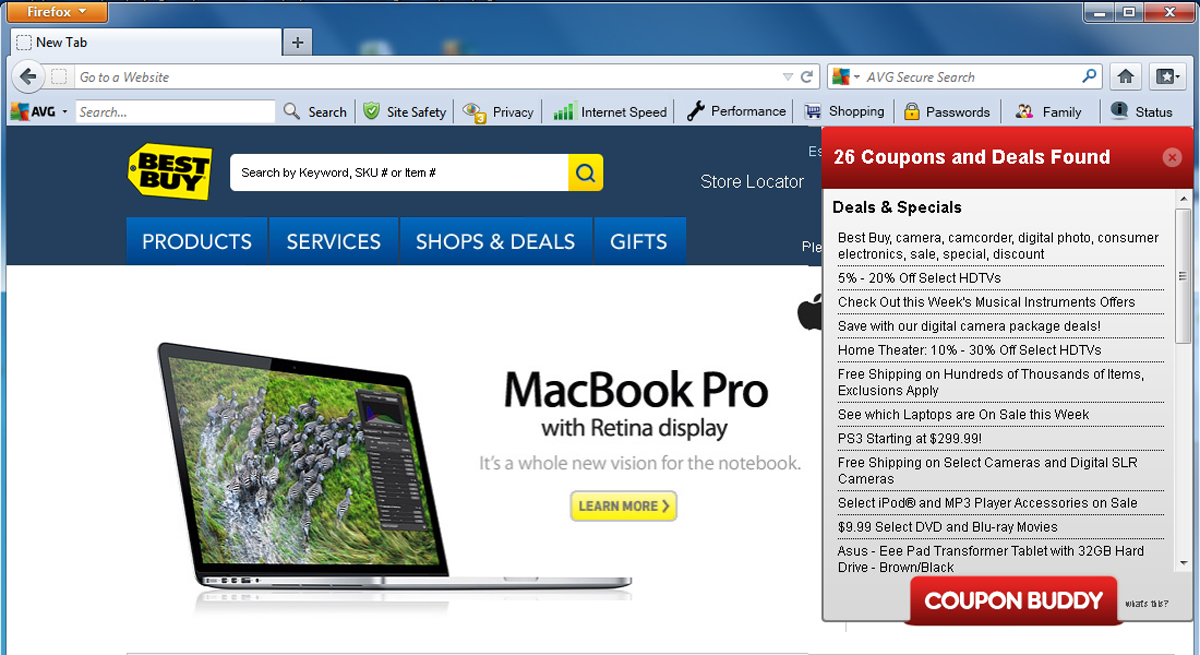 Firefox
New Tab
Go to a Website
AVG Secure Search
AVG
Search...
Search
Site Safety
3
Privacy
Internet Speed
Performance
Shopping
Passwords
Family
Status
BEST
BUY
Search by Keyword, SKU # or Item #
Store Locator
Es
Ple
PRODUCTS
SERVICES
SHOPS & DEALS
GIFTS
MacBook Pro
with Retina display
It's a whole new vision for the notebook.
LEARN MORE
26 Coupons and Deals Found
Deals & Specials
Best Buy, camera, camcorder, digital photo, consumer
electronics, sale, special, discount
5% - 20% Off Select HDTVs
Check Out this Week's Musical Instruments Offers
Save with our digital camera package deals!
Home Theater: 10% - 30% Off Select HDTVs
Free Shipping on Hundreds of Thousands of Items,
Exclusions Apply
See which Laptops are On Sale this Week
PS3 Starting at $299.99!
Free Shipping on Select Cameras and Digital SLR
Cameras
Select iPod® and MP3 Player Accessories on Sale
$9.99 Select DVD and Blu-ray Movies
Asus - Eee Pad Transformer Tablet with 32GB Hard
Drive - Brown/Black
COUPON BUDDY
what's this?